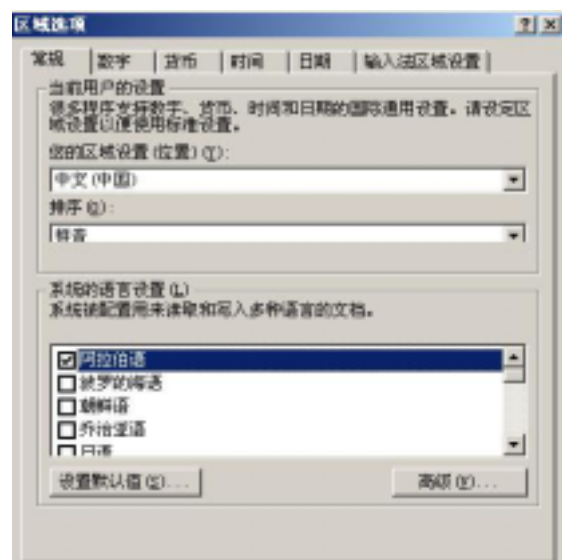 区域选项
常规 数字 货币 时间 日期 输入法区域设置
当前用户的设置
很多程序支持数字、货币、时间和日期的国际通用设置。请设定区
域设置以便使用标准设置。
您的区域设置(位置)(Y):
中文(中国)
排序(Q):
拼音
系统的语言设置(L)
系统被配置用来读取和写入多种语言的文档。
阿拉伯语
波罗的海语
朝鲜语
乔治亚语
日语
设置默认值(S)... 高级(V)...